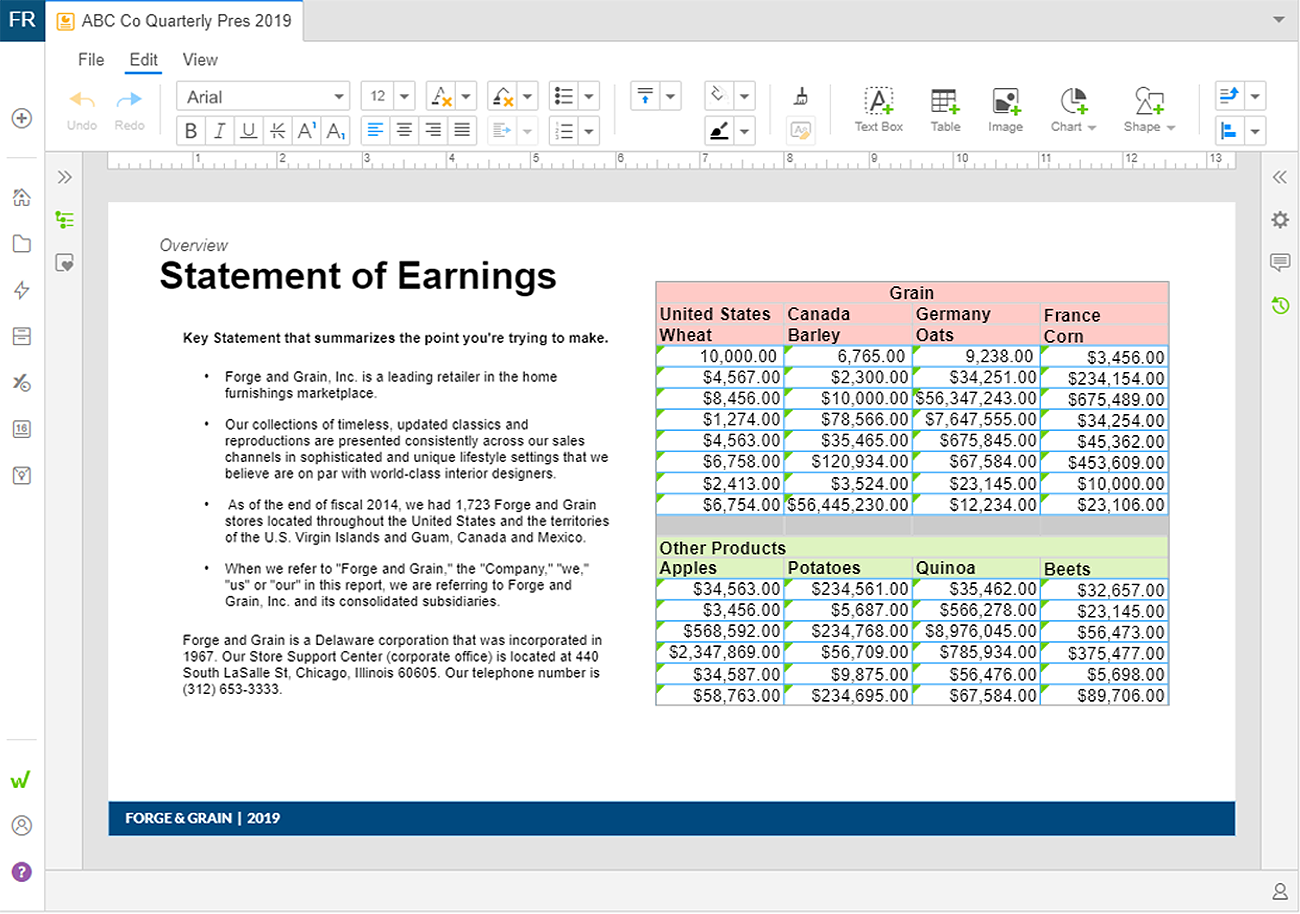 FR
ABC Co Quarterly Pres 2019
File Edit View
Arial 12
Undo Redo
B I U K A¹ A₁
Text Box Table Image Chart Shape
1 2 3 4 5 6 7 8 9 10 11 12 13
16
Overview
Statement of Earnings
Key Statement that summarizes the point you're trying to make.
• Forge and Grain, Inc. is a leading retailer in the home
furnishings marketplace.
• Our collections of timeless, updated classics and
reproductions are presented consistently across our sales
channels in sophisticated and unique lifestyle settings that we
believe are on par with world-class interior designers.
• As of the end of fiscal 2014, we had 1,723 Forge and Grain
stores located throughout the United States and the territories
of the U.S. Virgin Islands and Guam, Canada and Mexico.
• When we refer to "Forge and Grain," the "Company," "we,"
"us" or "our" in this report, we are referring to Forge and
Grain, Inc. and its consolidated subsidiaries.
Forge and Grain is a Delaware corporation that was incorporated in
1967. Our Store Support Center (corporate office) is located at 440
South LaSalle St, Chicago, Illinois 60605. Our telephone number is
(312) 653-3333.
Grain
United States Canada Germany France
Wheat Barley Oats Corn
10,000.00 6,765.00 9,238.00 $3,456.00
$4,567.00 $2,300.00 $34,251.00 $234,154.00
$8,456.00 $10,000.00 $56,347,243.00 $675,489.00
$1,274.00 $78,566.00 $7,647,555.00 $34,254.00
$4,563.00 $35,465.00 $675,845.00 $45,362.00
$6,758.00 $120,934.00 $67,584.00 $453,609.00
$2,413.00 $3,524.00 $23,145.00 $10,000.00
$6,754.00 $56,445,230.00 $12,234.00 $23,106.00
Other Products
Apples Potatoes Quinoa Beets
$34,563.00 $234,561.00 $35,462.00 $32,657.00
$3,456.00 $5,687.00 $566,278.00 $23,145.00
$568,592.00 $234,768.00 $8,976,045.00 $56,473.00
$2,347,869.00 $56,709.00 $785,934.00 $375,477.00
$34,587.00 $9,875.00 $56,476.00 $5,698.00
$58,763.00 $234,695.00 $67,584.00 $89,706.00
FORGE & GRAIN | 2019
?